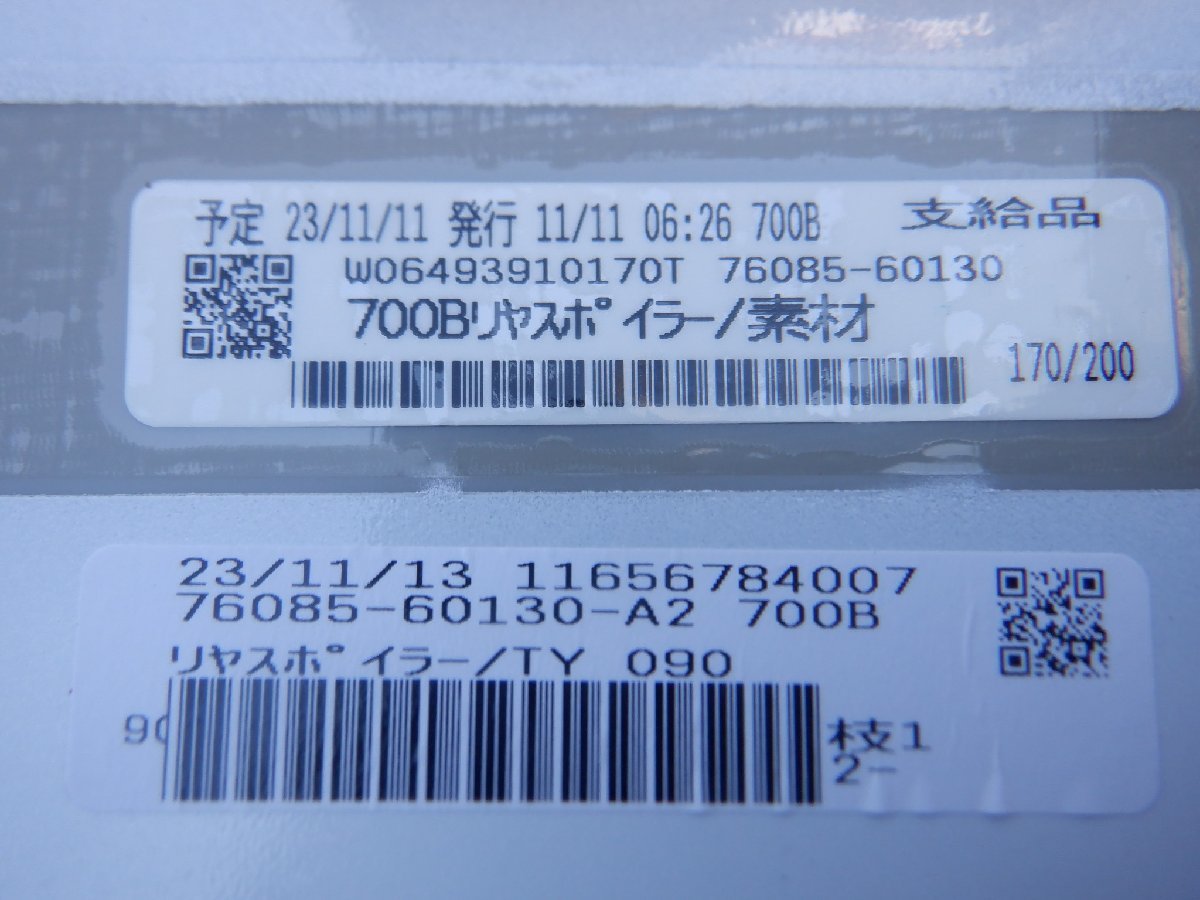 予定 23/11/11 発行 11/11 06:26 700B 支給品
W06493910170T 76085-60130
700Bﾘﾔｽﾎﾟｲﾗｰ/素材
170/200
23/11/13 11656784007
76085-60130-A2 700B
ﾘﾔｽﾎﾟｲﾗｰ/TY 090
枝1
2-